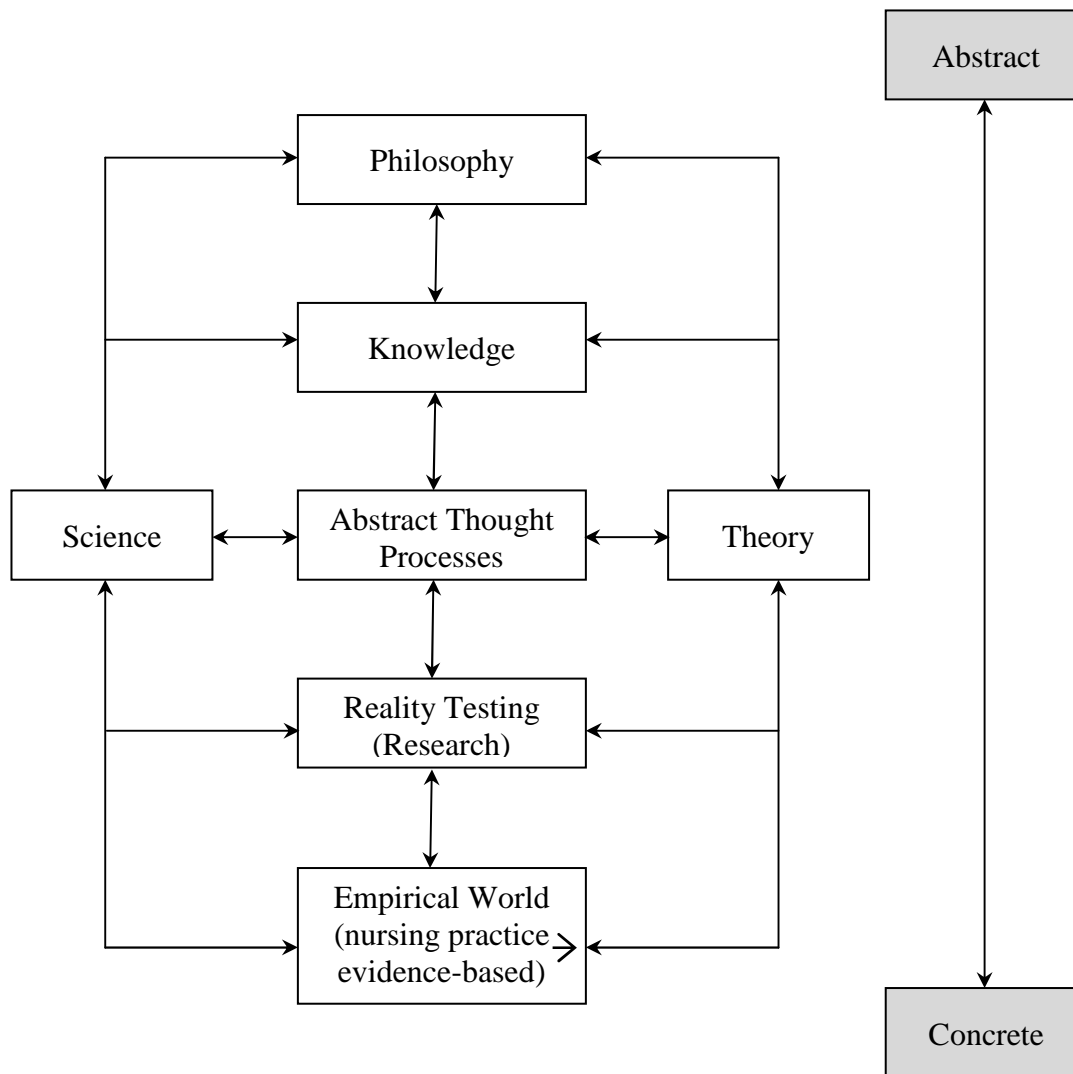 Abstract
Philosophy
Knowledge
Science
Abstract Thought
Processes
Theory
Reality Testing
(Research)
Empirical World
(nursing practice
evidence-based)
Concrete